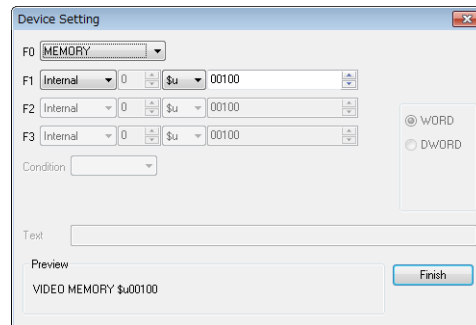 Device Setting
F0 MEMORY
F1 Internal 0 $u 00100
F2 Internal 0 $u 00100
F3 Internal 0 $u 00100
WORD
DWORD
Condition
Text
Preview
VIDEO MEMORY $u00100
Finish